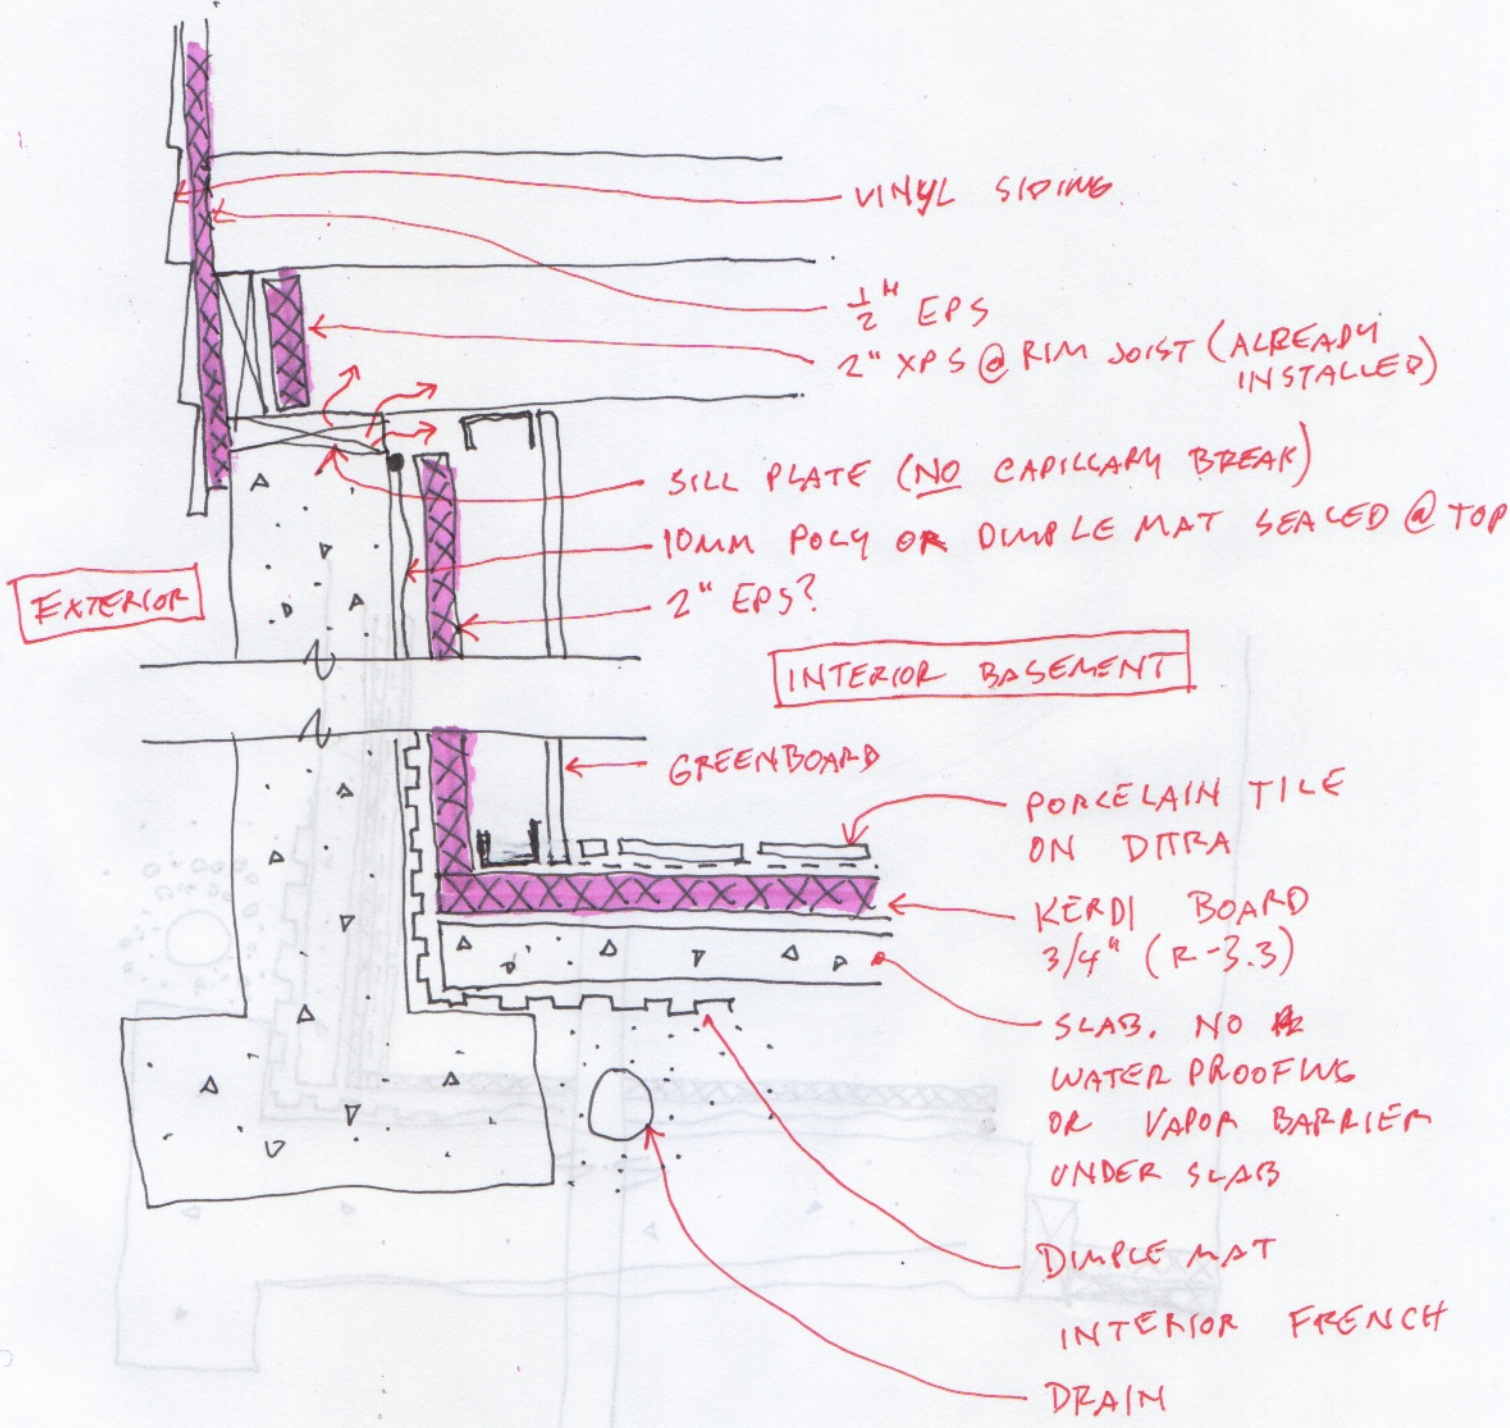 VINYL SIDING
1/2" EPS
2" XPS @ RIM JOIST (ALREADY
INSTALLED)
SILL PLATE (NO CAPILLARY BREAK)
10MM POLY OR DIMPLE MAT SEALED @ TOP
2" EPS?
EXTERIOR
INTERIOR BASEMENT
GREENBOARD
PORCELAIN TILE
ON DITRA
KERDI BOARD
3/4" (R-3.3)
SLAB. NO
WATER PROOFING
OR VAPOR BARRIER
UNDER SLAB
DIMPLE MAT
INTERIOR FRENCH
DRAIN